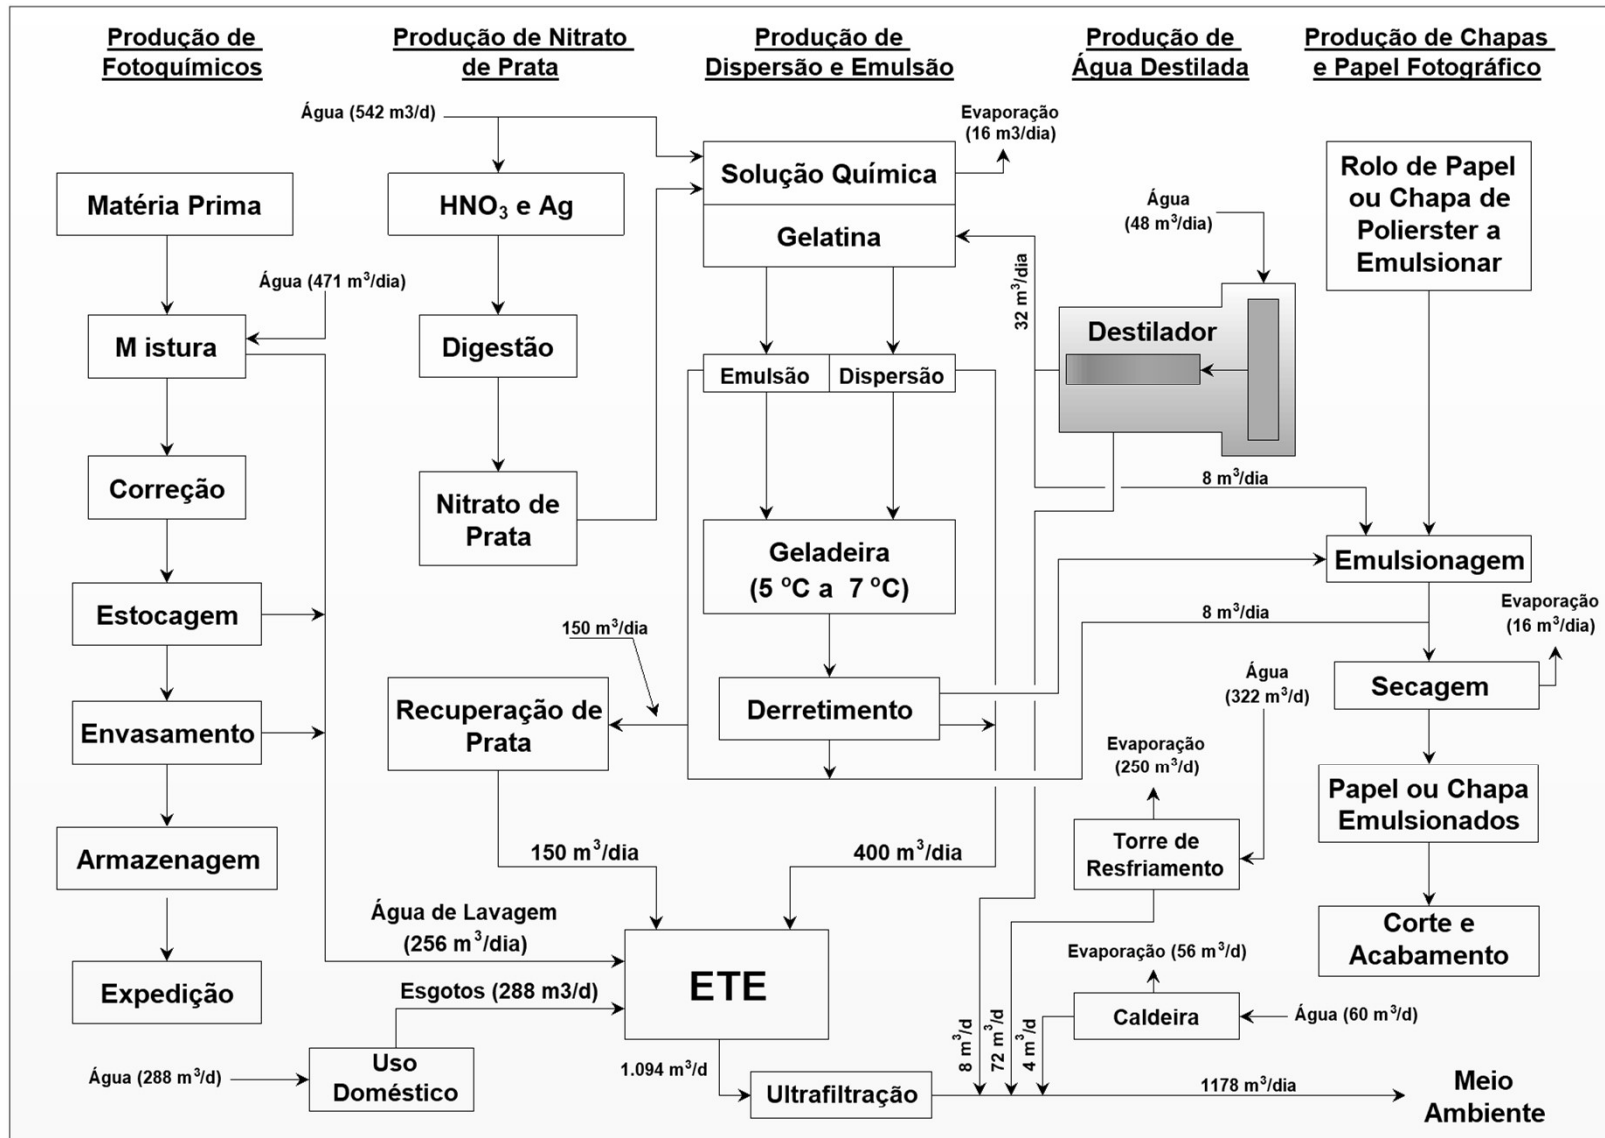 Produção de
Fotoquímicos
Produção de Nitrato
de Prata
Produção de
Dispersão e Emulsão
Produção de
Água Destilada
Produção de Chapas
e Papel Fotográfico
Água (542 m3/d)
Evaporação
(16 m3/dia)
Matéria Prima
HNO₃ e Ag
Solução Química
Gelatina
Água
(48 m³/dia)
Rolo de Papel
ou Chapa de
Polierster a
Emulsionar
Água (471 m³/dia)
32 m³/dia
M istura
Digestão
Emulsão
Dispersão
Destilador
8 m³/dia
Correção
Nitrato de
Prata
Geladeira
(5 ºC a 7 ºC)
Emulsionagem
Estocagem
150 m³/dia
8 m³/dia
Evaporação
(16 m³/dia)
Envasamento
Recuperação de
Prata
Derretimento
Água
(322 m³/d)
Secagem
Evaporação
(250 m³/d)
Papel ou Chapa
Emulsionados
Armazenagem
150 m³/dia
400 m³/dia
Torre de
Resfriamento
Água de Lavagem
(256 m³/dia)
Corte e
Acabamento
Expedição
Esgotos (288 m3/d)
ETE
Evaporação (56 m³/d)
Caldeira
Água (60 m³/d)
8 m³/d
72 m³/d
4 m³/d
Água (288 m³/d)
Uso
Doméstico
1.094 m³/d
Ultrafiltração
1178 m³/dia
Meio
Ambiente